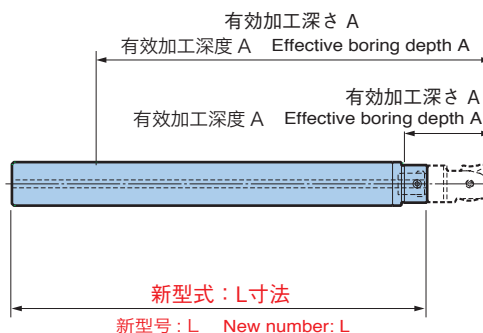 有効加工深さ A
有效加工深度 A Effective boring depth A
有効加工深さ A
有效加工深度 A Effective boring depth A
新型式：L寸法
新型号：L New number: L